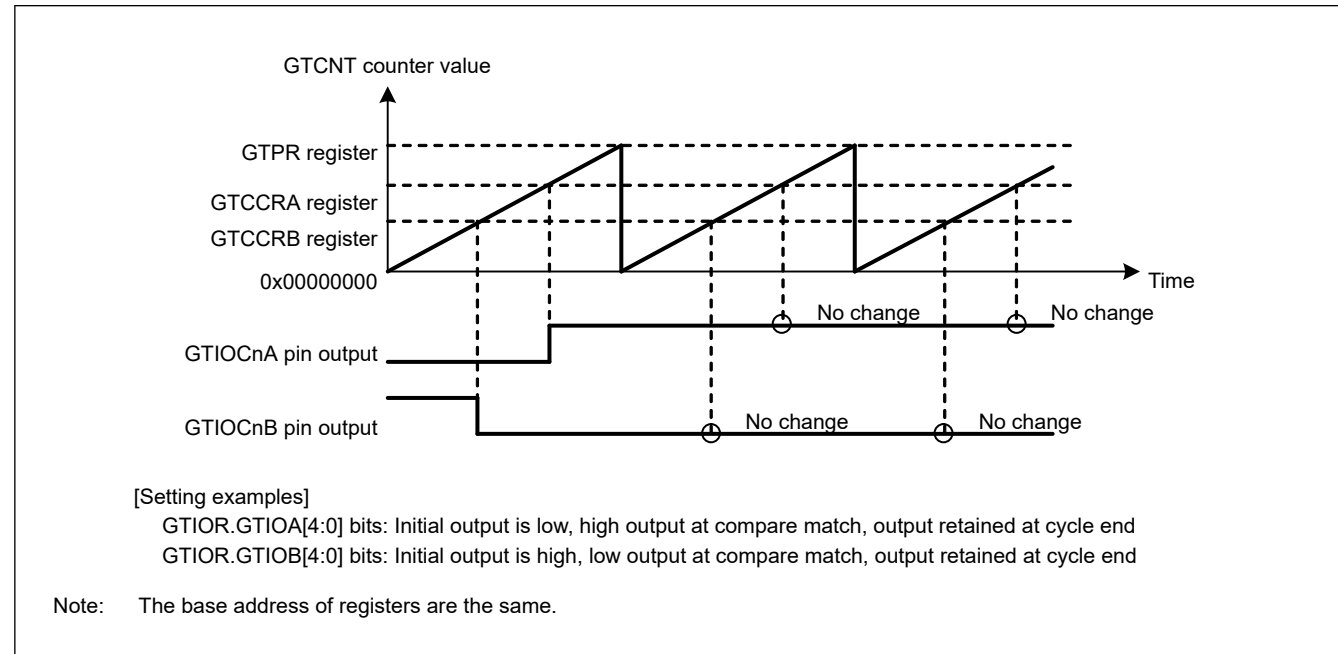 GTCNT counter value
GTPR register
GTCCRA register
GTCCRB register
0x00000000
Time
No change
No change
GTIOCnA pin output
No change
No change
GTIOCnB pin output
[Setting examples]
GTIOR.GTIOA[4:0] bits: Initial output is low, high output at compare match, output retained at cycle end
GTIOR.GTIOB[4:0] bits: Initial output is high, low output at compare match, output retained at cycle end
Note: The base address of registers are the same.